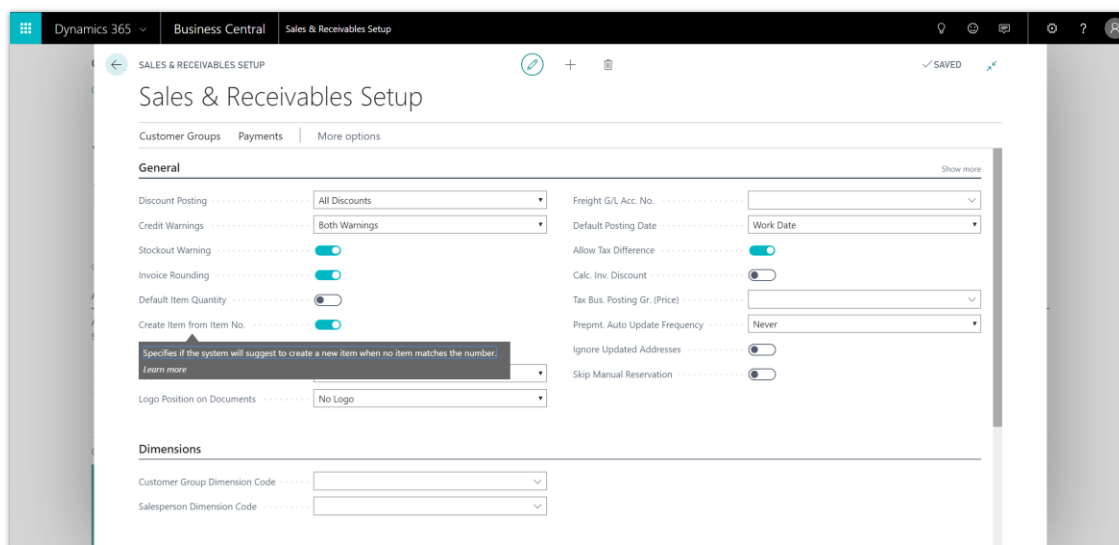 Dynamics 365
Business Central
Sales & Receivables Setup
SALES & RECEIVABLES SETUP
SAVED
Sales & Receivables Setup
Customer Groups
Payments
More options
General
Show more
Discount Posting
All Discounts
Credit Warnings
Both Warnings
Stockout Warning
Invoice Rounding
Default Item Quantity
Create Item from Item No.
Specifies if the system will suggest to create a new item when no item matches the number.
Learn more
Logo Position on Documents
No Logo
Freight G/L Acc. No.
Default Posting Date
Work Date
Allow Tax Difference
Calc. Inv. Discount
Tax Bus. Posting Gr. (Price)
Prepmt. Auto Update Frequency
Never
Ignore Updated Addresses
Skip Manual Reservation
Dimensions
Customer Group Dimension Code
Salesperson Dimension Code